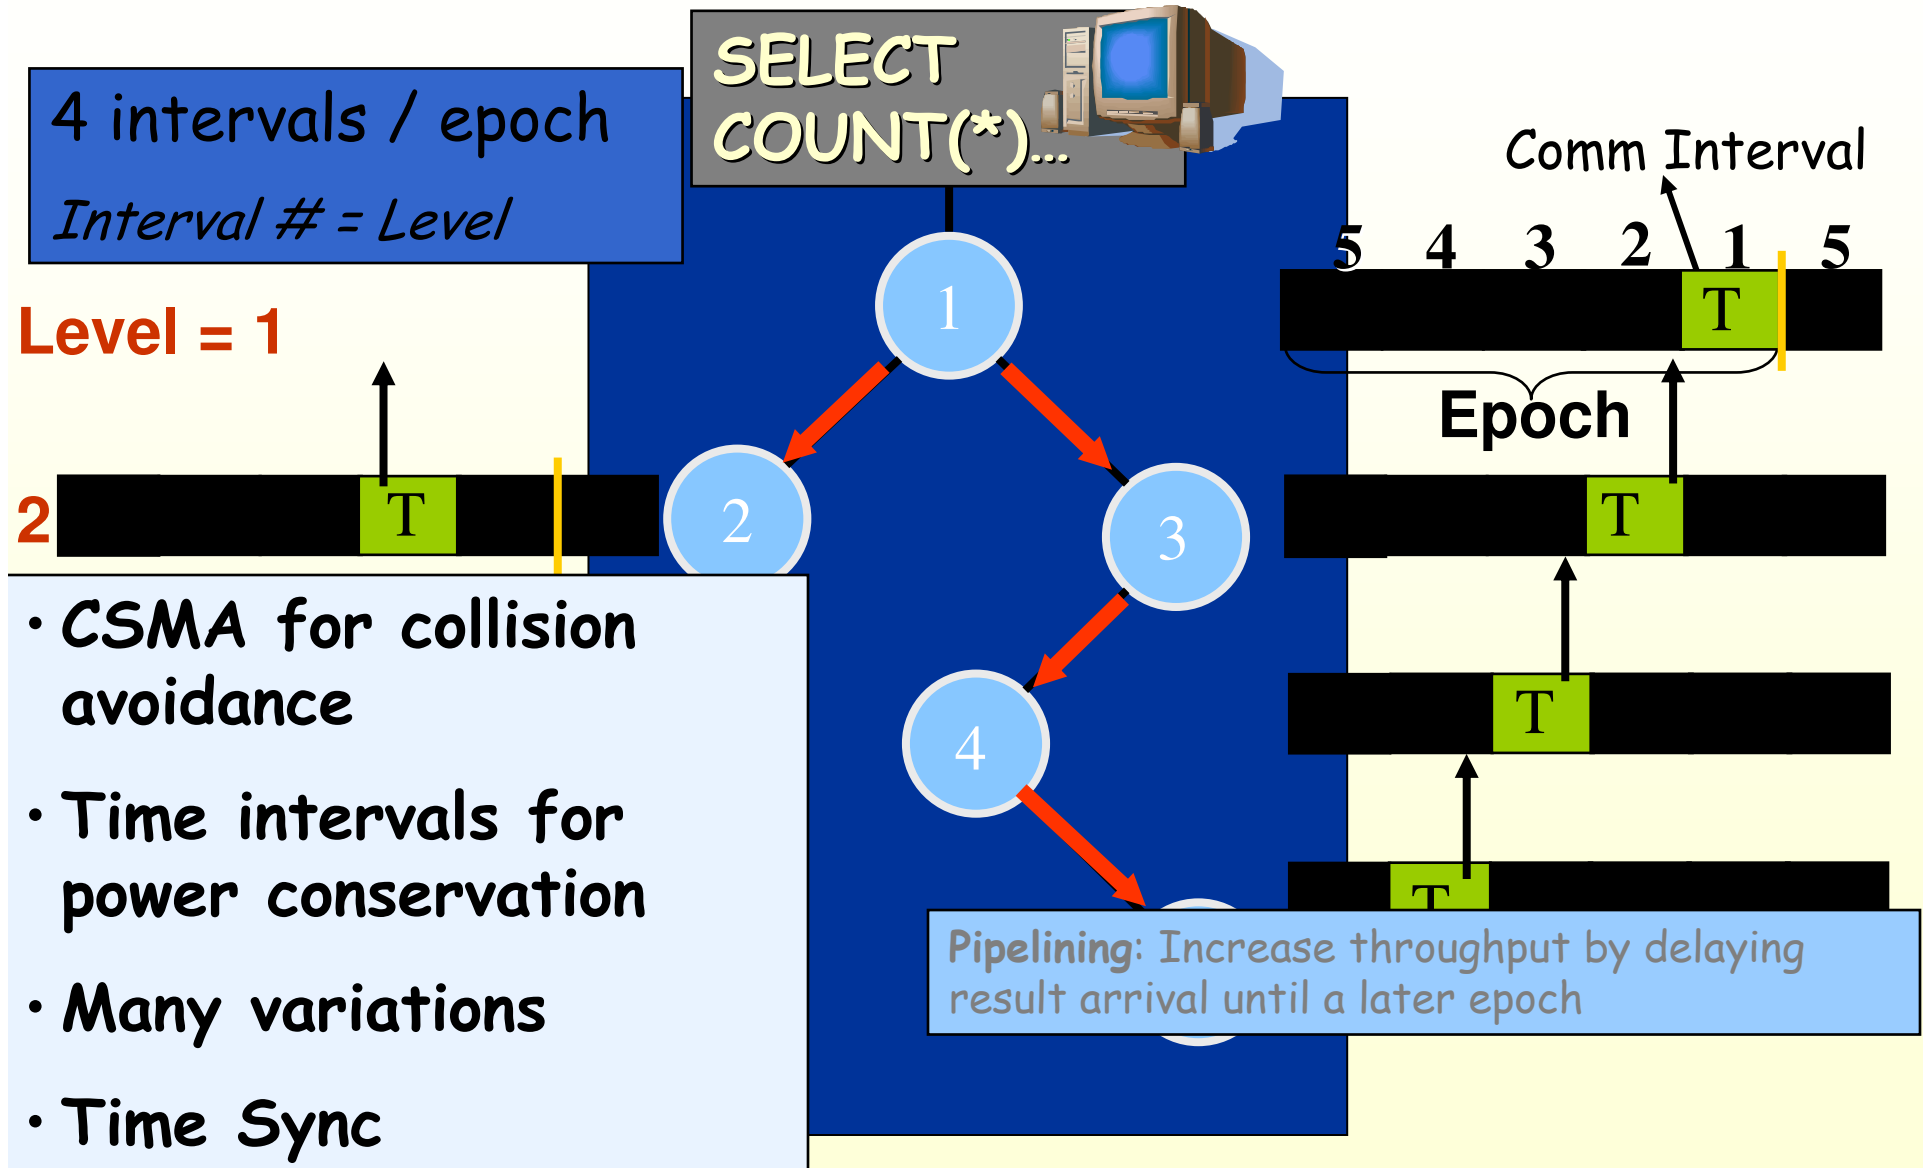 SELECT
COUNT(*)...
4 intervals / epoch
Interval # = Level
Comm Interval
5 4 3 2 1 5
T
Epoch
Level = 1
1
2
T
2
3
T
4
T
T
• CSMA for collision
avoidance
• Time intervals for
power conservation
• Many variations
• Time Sync
Pipelining: Increase throughput by delaying
result arrival until a later epoch